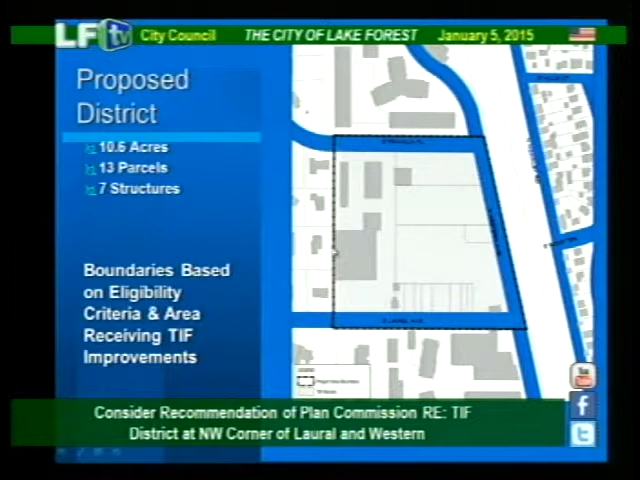 LFtv City Council THE CITY OF LAKE FOREST January 5, 2015
Proposed
District
10.6 Acres
13 Parcels
7 Structures
Boundaries Based
on Eligibility
Criteria & Area
Receiving TIF
Improvements
Consider Recommendation of Plan Commission RE: TIF
District at NW Corner of Laural and Western
You
f
t